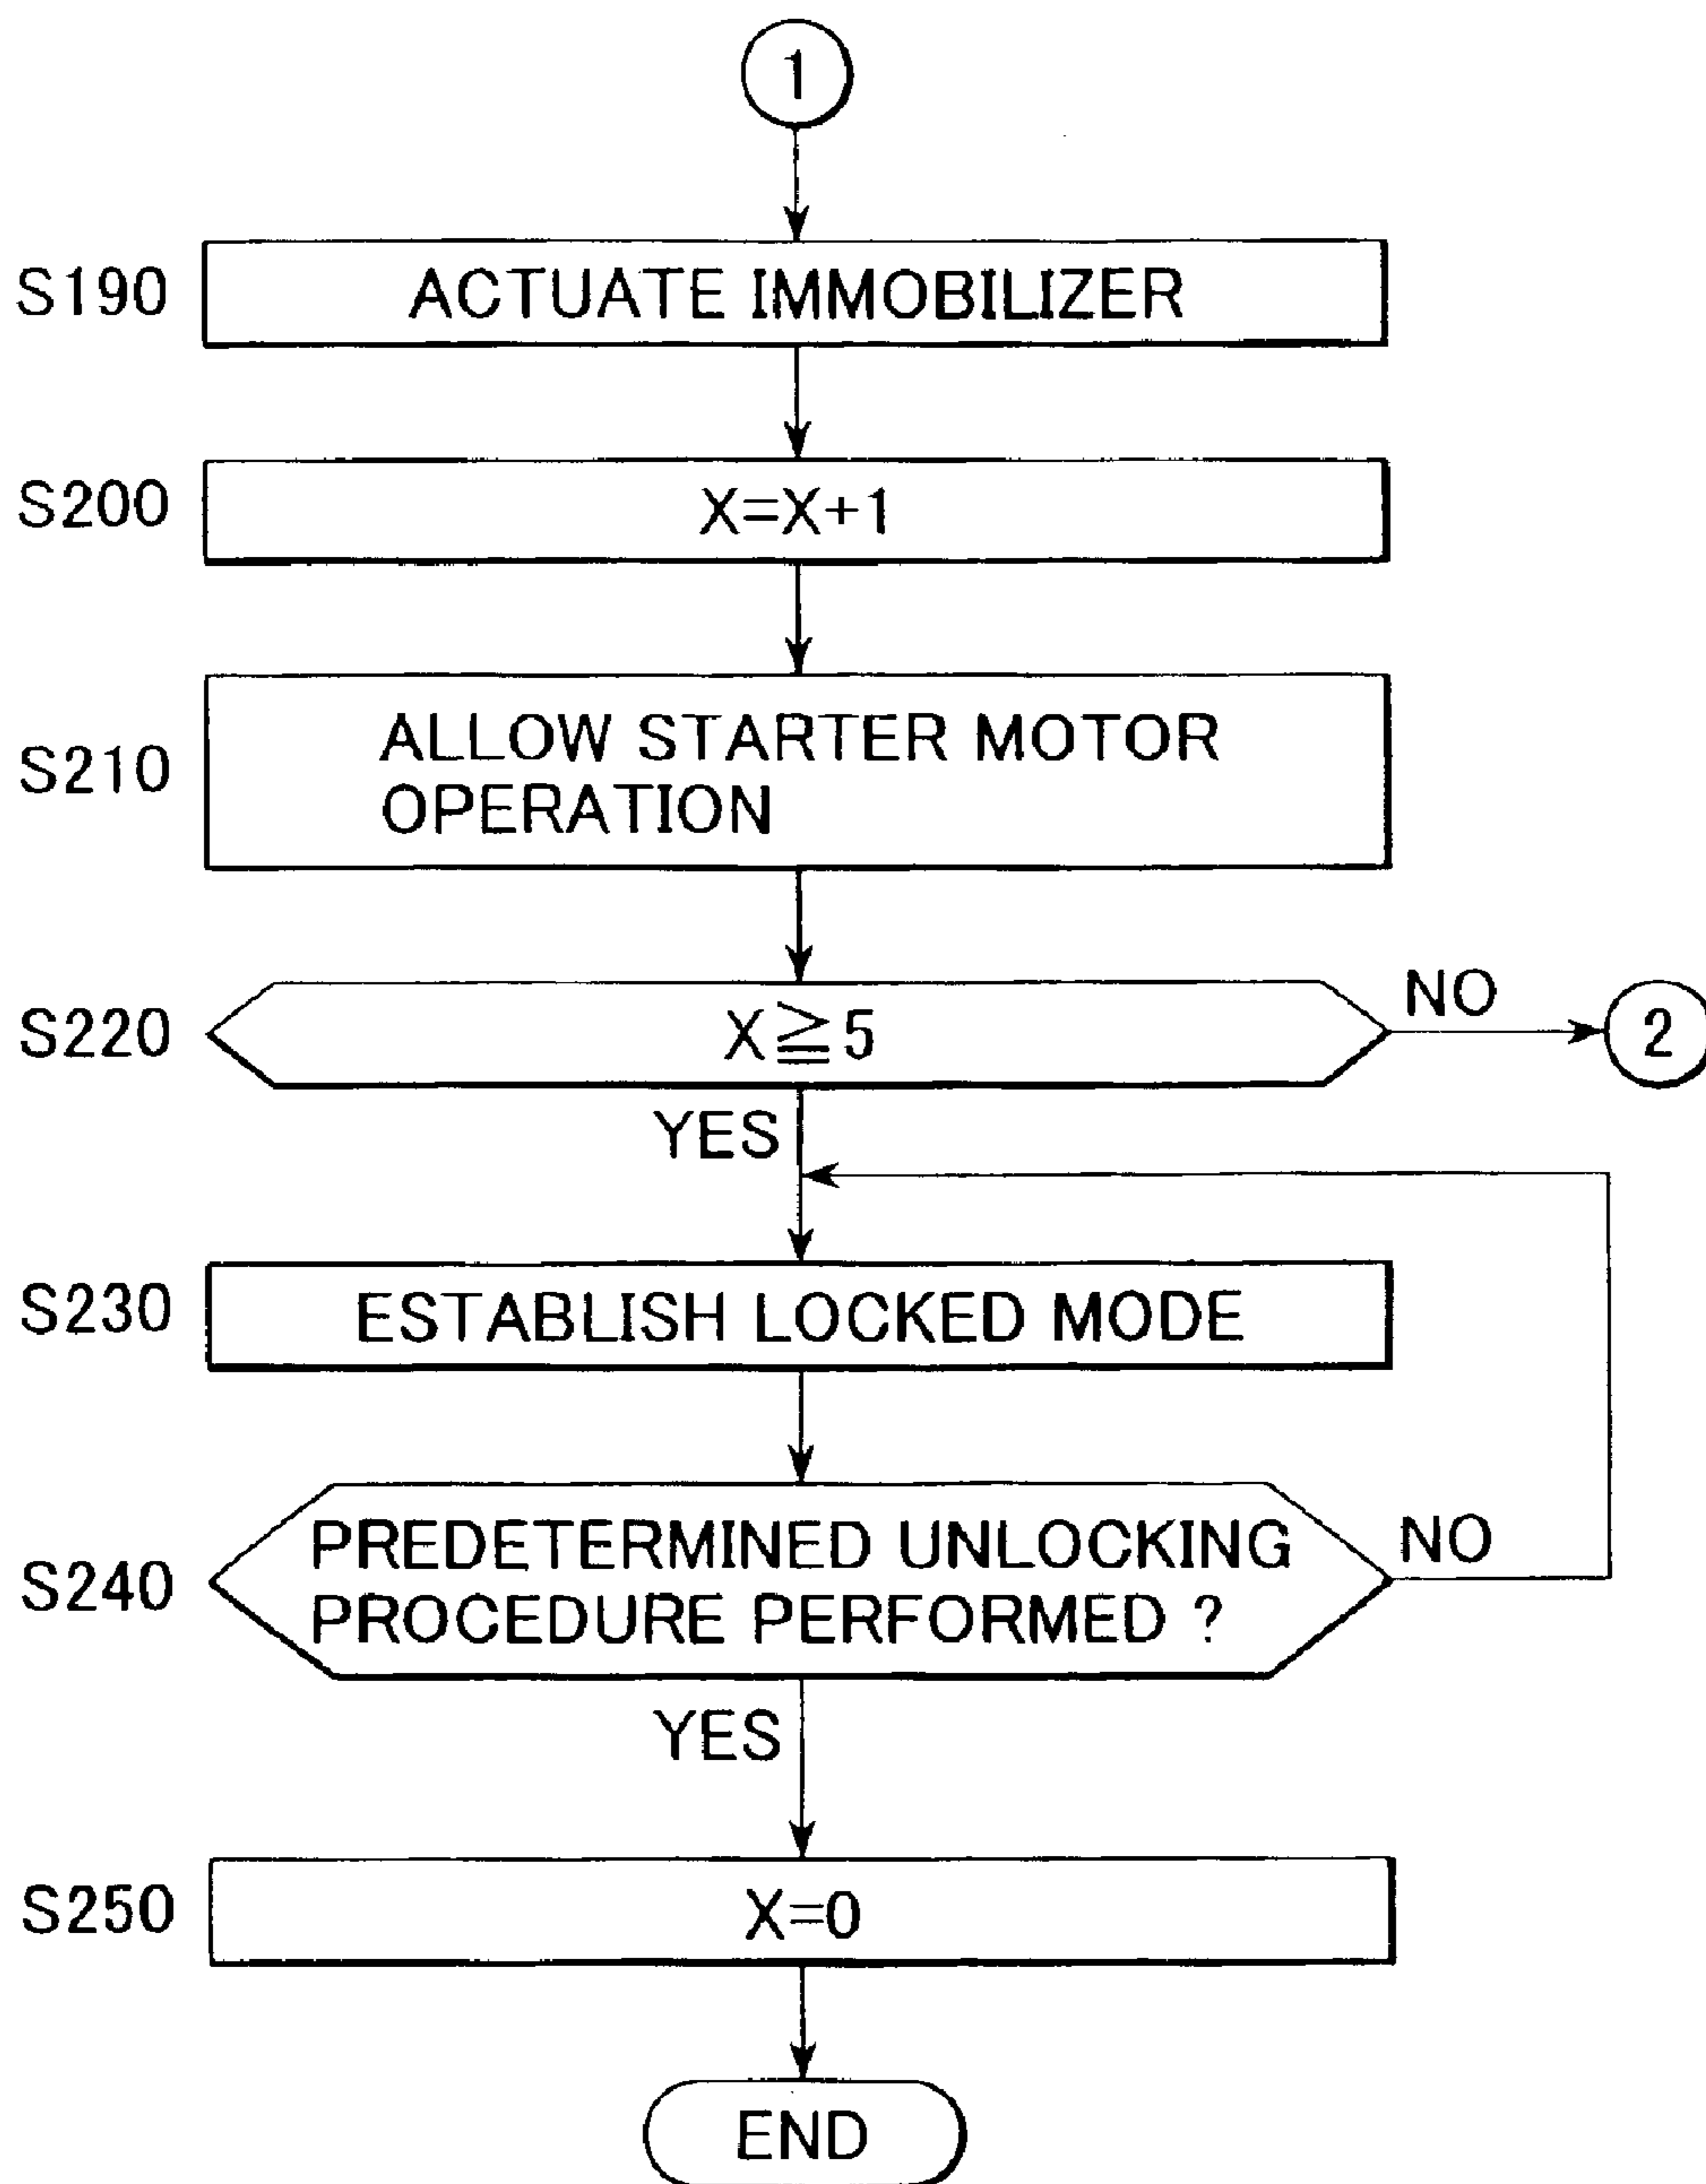 1
S190
ACTUATE IMMOBILIZER
S200
X=X+1
S210
ALLOW STARTER MOTOR
OPERATION
S220
X≧5
NO
2
YES
S230
ESTABLISH LOCKED MODE
S240
PREDETERMINED UNLOCKING
PROCEDURE PERFORMED ?
NO
YES
S250
X=0
END